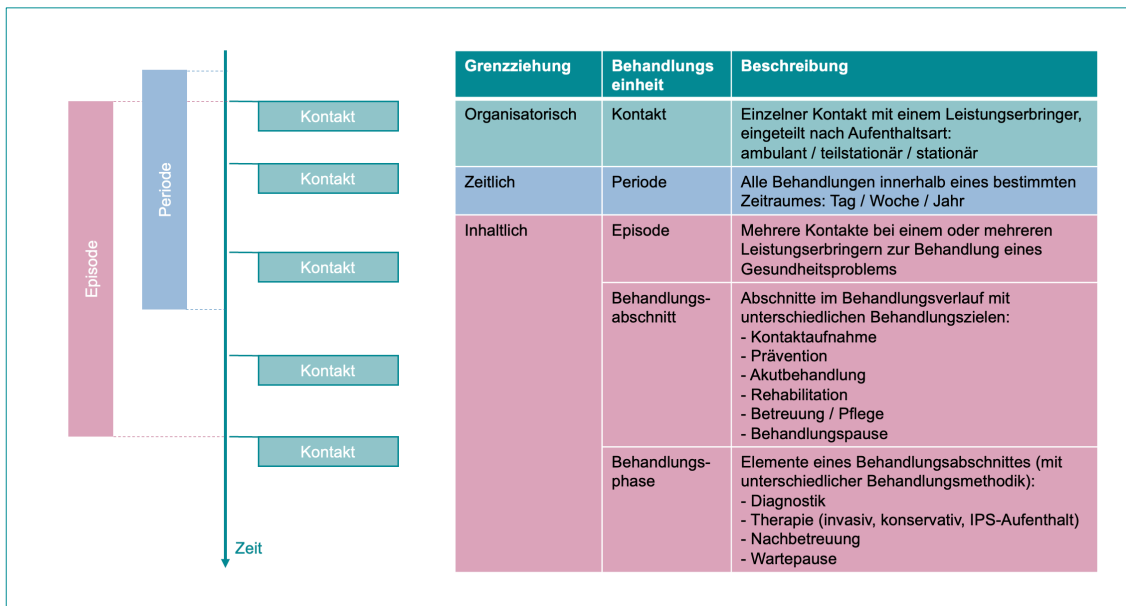 Episode
Periode
Kontakt
Kontakt
Kontakt
Kontakt
Kontakt
Zeit
Grenzziehung
Behandlungs
einheit
Beschreibung
Organisatorisch
Kontakt
Einzelner Kontakt mit einem Leistungserbringer,
eingeteilt nach Aufenthaltsart:
ambulant / teilstationär / stationär
Zeitlich
Periode
Alle Behandlungen innerhalb eines bestimmten
Zeitraumes: Tag / Woche / Jahr
Inhaltlich
Episode
Mehrere Kontakte bei einem oder mehreren
Leistungserbringern zur Behandlung eines
Gesundheitsproblems
Behandlungs-
abschnitt
Abschnitte im Behandlungsverlauf mit
unterschiedlichen Behandlungszielen:
- Kontaktaufnahme
- Prävention
- Akutbehandlung
- Rehabilitation
- Betreuung / Pflege
- Behandlungspause
Behandlungs-
phase
Elemente eines Behandlungsabschnittes (mit
unterschiedlicher Behandlungsmethodik):
- Diagnostik
- Therapie (invasiv, konservativ, IPS-Aufenthalt)
- Nachbetreuung
- Wartepause